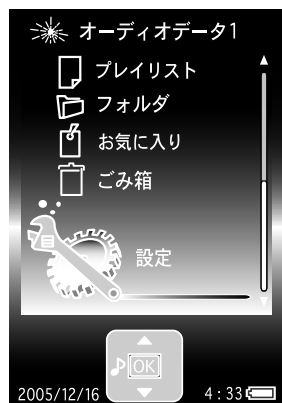 オーディオデータ1
プレイリスト
フォルダ
お気に入り
ごみ箱
設定
OK
2005/12/16
4:33